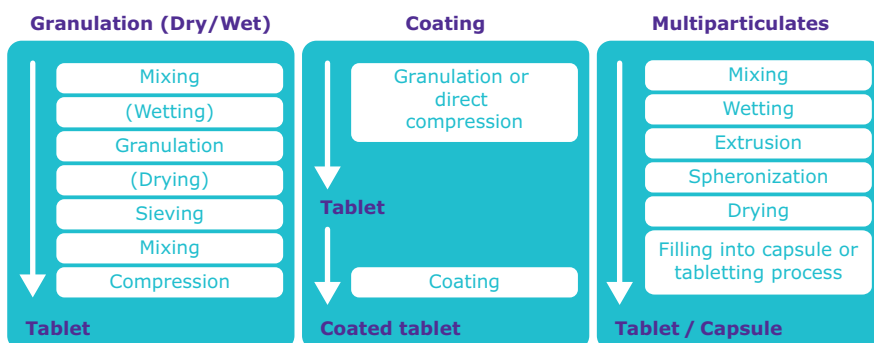 Granulation (Dry/Wet)
Mixing
(Wetting)
Granulation
(Drying)
Sieving
Mixing
Compression
Tablet
Coating
Granulation or
direct
compression
Tablet
Coating
Coated tablet
Multiparticulates
Mixing
Wetting
Extrusion
Spheronization
Drying
Filling into capsule or
tabletting process
Tablet / Capsule